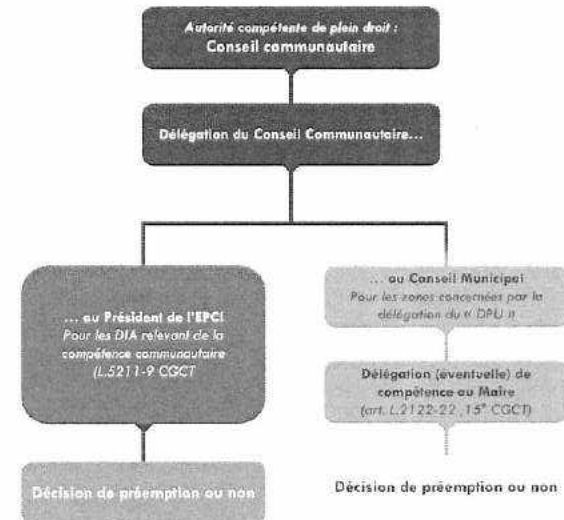 Autorité compétente de plein droit :
Conseil communautaire
Délégation du Conseil Communautaire...
... au Président de l'EPCI
Pour les DIA relevant de la
compétence communautaire
(L.5211-9 CGCT
Décision de préemption ou non
... au Conseil Municipal
Pour les zones concernées par la
délégation du « DPU »
Délégation (éventuelle) de
compétence au Maire
(art. L.2122-22 ,15° CGCT)
Décision de préemption ou non